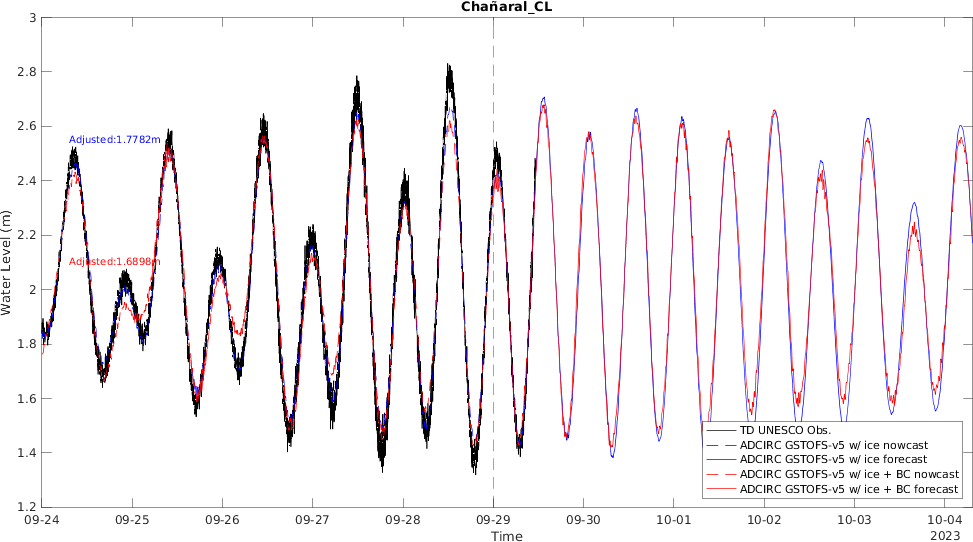 Chañaral_CL
3
2.8
2.6
2.4
2.2
2
1.8
1.6
1.4
1.2
Water Level (m)
Adjusted:1.7782m
Adjusted:1.6898m
TD UNESCO Obs.
ADCIRC GSTOFS-v5 w/ ice nowcast
ADCIRC GSTOFS-v5 w/ ice forecast
ADCIRC GSTOFS-v5 w/ ice + BC nowcast
ADCIRC GSTOFS-v5 w/ ice + BC forecast
09-24 09-25 09-26 09-27 09-28 09-29 09-30 10-01 10-02 10-03 10-04
Time
2023